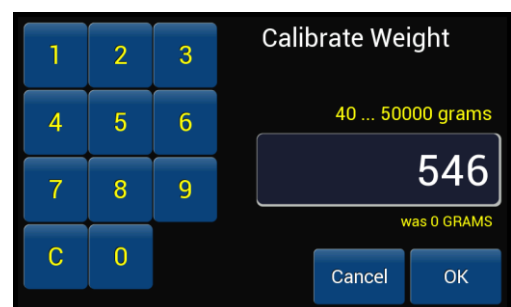 1 2 3
4 5 6
7 8 9
C 0
Calibrate Weight
40 ... 50000 grams
546
was 0 GRAMS
Cancel OK